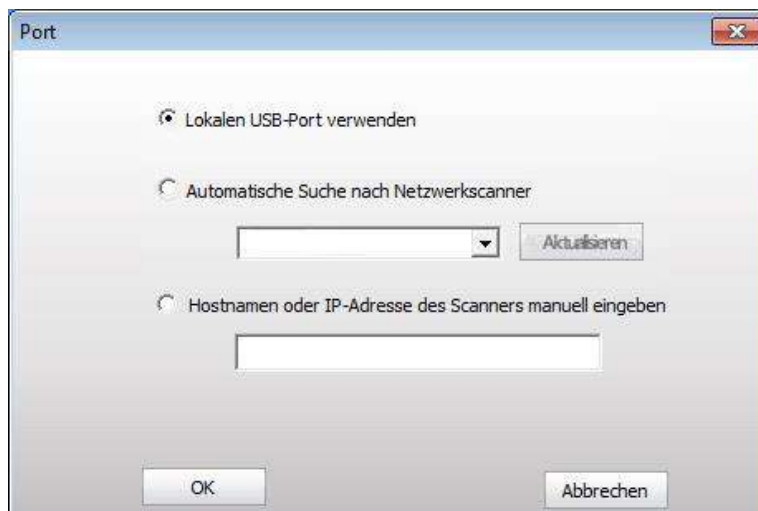 Port
Lokalen USB-Port verwenden
Automatische Suche nach Netzwerkscanner
Aktualisieren
Hostnamen oder IP-Adresse des Scanners manuell eingeben
OK
Abbrechen